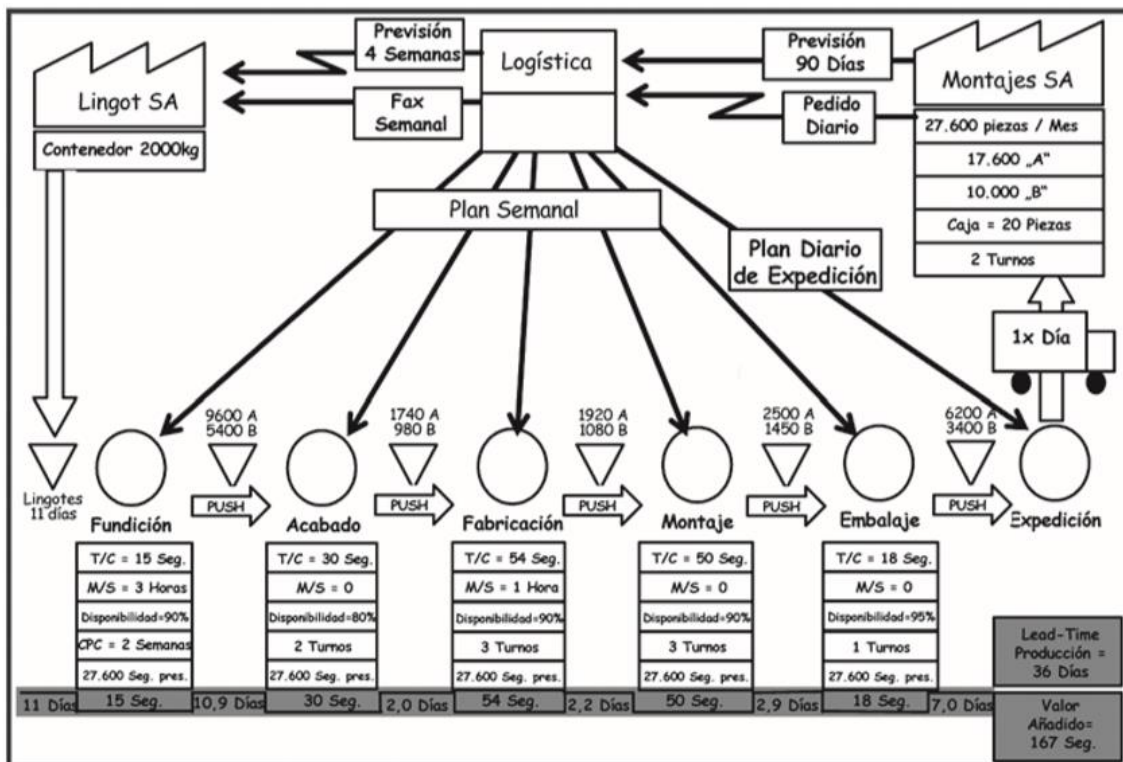 Lingot SA
Contenedor 2000kg
Previsión
4 Semanas
Fax
Semanal
Logística
Previsión
90 Días
Pedido
Diario
Montajes SA
27.600 piezas / Mes
17.600 „A“
10.000 „B“
Caja = 20 Piezas
2 Turnos
Plan Semanal
Plan Diario
de Expedición
1x Día
Lingotes
11 días
9600 A
5400 B
1740 A
980 B
1920 A
1080 B
2500 A
1450 B
6200 A
3400 B
PUSH
PUSH
PUSH
PUSH
PUSH
Fundición
Acabado
Fabricación
Montaje
Embalaje
Expedición
T/C = 15 Seg.
M/S = 3 Horas
Disponibilidad=90%
CPC = 2 Semanas
27.600 Seg. pres.
T/C = 30 Seg.
M/S = 0
Disponibilidad=80%
2 Turnos
27.600 Seg. pres.
T/C = 54 Seg.
M/S = 1 Hora
Disponibilidad=90%
3 Turnos
27.600 Seg. pres.
T/C = 50 Seg.
M/S = 0
Disponibilidad=90%
3 Turnos
27.600 Seg. pres.
T/C = 18 Seg.
M/S = 0
Disponibilidad=95%
1 Turnos
27.600 Seg. pres.
11 Días
15 Seg.
10,9 Días
30 Seg.
2,0 Días
54 Seg.
2,2 Días
50 Seg.
2,9 Días
18 Seg.
7,0 Días
Lead-Time
Producción =
36 Días
Valor
Añadido=
167 Seg.